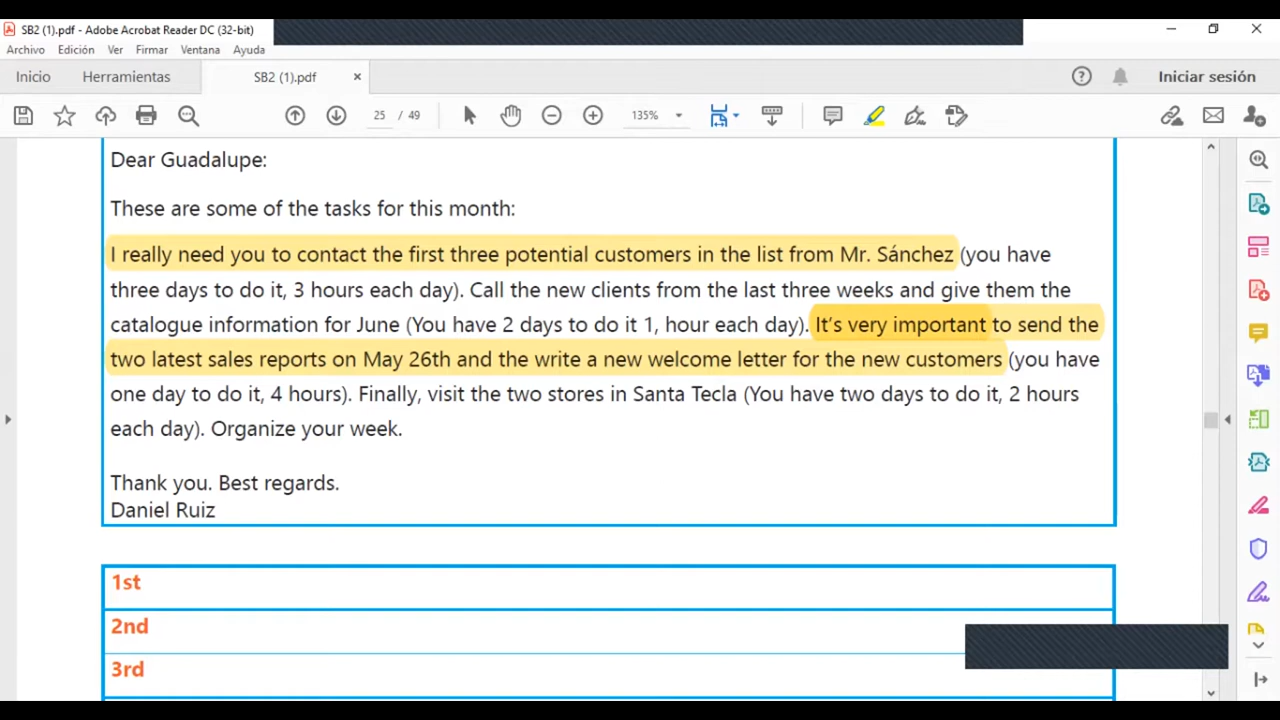 SB2 (1).pdf - Adobe Acrobat Reader DC (32-bit)
Archivo Edición Ver Firmar Ventana Ayuda
Inicio Herramientas SB2 (1).pdf Iniciar sesión
25 / 49 135%
Dear Guadalupe:
These are some of the tasks for this month:
I really need you to contact the first three potential customers in the list from Mr. Sánchez (you have
three days to do it, 3 hours each day). Call the new clients from the last three weeks and give them the
catalogue information for June (You have 2 days to do it 1, hour each day). It's very important to send the
two latest sales reports on May 26th and the write a new welcome letter for the new customers (you have
one day to do it, 4 hours). Finally, visit the two stores in Santa Tecla (You have two days to do it, 2 hours
each day). Organize your week.
Thank you. Best regards.
Daniel Ruiz
1st
2nd
3rd